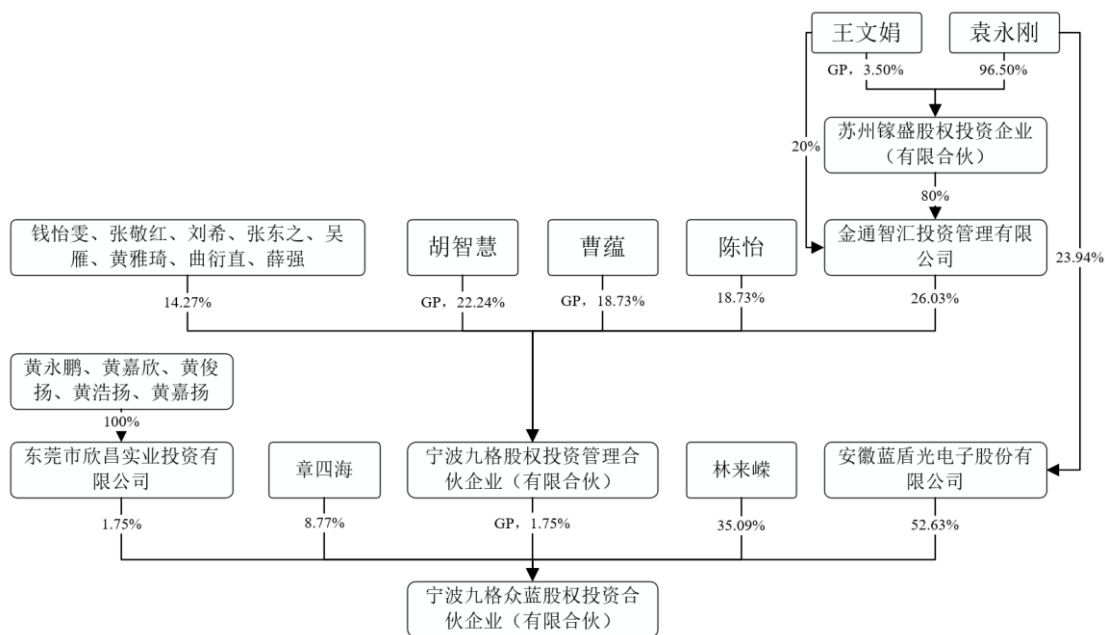 王文娟
袁永刚
GP，3.50%
96.50%
苏州镓盛股权投资企业
（有限合伙）
20%
80%
钱怡雯、张敬红、刘希、张东之、吴
雁、黄雅琦、曲衍直、薛强
胡智慧
曹蕴
陈怡
金通智汇投资管理有限
公司
23.94%
14.27%
GP，22.24%
GP，18.73%
18.73%
26.03%
黄永鹏、黄嘉欣、黄俊
扬、黄浩扬、黄嘉扬
100%
东莞市欣昌实业投资有
限公司
章四海
宁波九格股权投资管理合
伙企业（有限合伙）
林来嵘
安徽蓝盾光电子股份有
限公司
1.75%
8.77%
GP，1.75%
35.09%
52.63%
宁波九格众蓝股权投资合
伙企业（有限合伙）